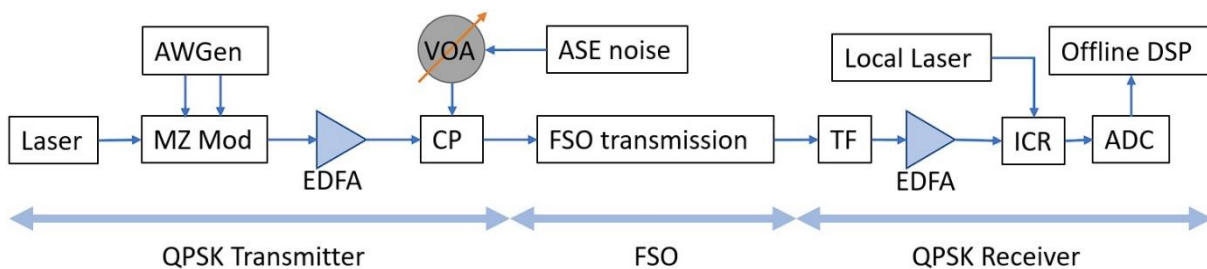 AWGen
VOA
ASE noise
Local Laser
Offline DSP
Laser
MZ Mod
EDFA
CP
FSO transmission
TF
EDFA
ICR
ADC
QPSK Transmitter
FSO
QPSK Receiver